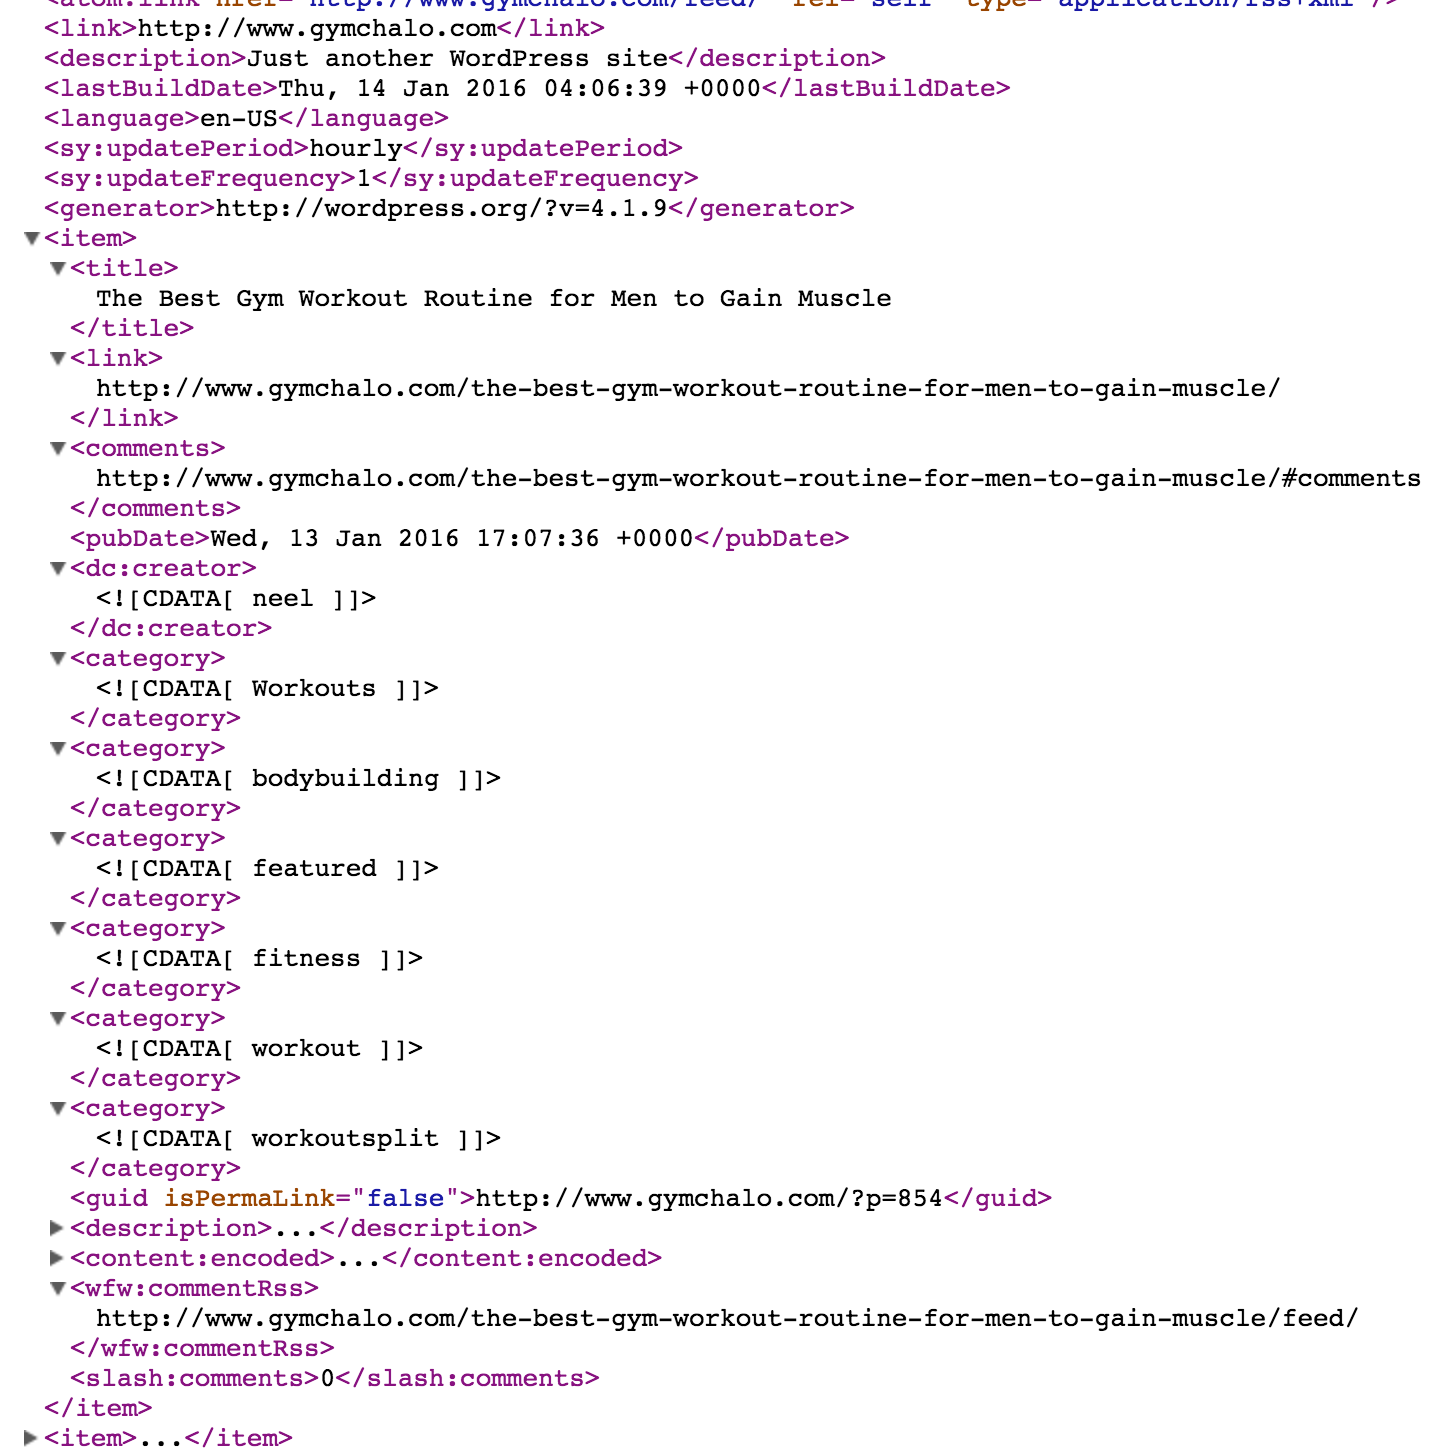 <atom:link href="http://www.gymchalo.com/feed/" rel="self" type="application/rss+xml"/>
<link>http://www.gymchalo.com</link>
<description>Just another WordPress site</description>
<lastBuildDate>Thu, 14 Jan 2016 04:06:39 +0000</lastBuildDate>
<language>en-US</language>
<sy:updatePeriod>hourly</sy:updatePeriod>
<sy:updateFrequency>1</sy:updateFrequency>
<generator>http://wordpress.org/?v=4.1.9</generator>
▼<item>
▼<title>
The Best Gym Workout Routine for Men to Gain Muscle
</title>
▼<link>
http://www.gymchalo.com/the-best-gym-workout-routine-for-men-to-gain-muscle/
</link>
▼<comments>
http://www.gymchalo.com/the-best-gym-workout-routine-for-men-to-gain-muscle/#comments
</comments>
<pubDate>Wed, 13 Jan 2016 17:07:36 +0000</pubDate>
▼<dc:creator>
<![CDATA[ neel ]]>
</dc:creator>
▼<category>
<![CDATA[ Workouts ]]>
</category>
▼<category>
<![CDATA[ bodybuilding ]]>
</category>
▼<category>
<![CDATA[ featured ]]>
</category>
▼<category>
<![CDATA[ fitness ]]>
</category>
▼<category>
<![CDATA[ workout ]]>
</category>
▼<category>
<![CDATA[ workoutsplit ]]>
</category>
<guid isPermaLink="false">http://www.gymchalo.com/?p=854</guid>
▶<description>...</description>
▶<content:encoded>...</content:encoded>
▼<wfw:commentRss>
http://www.gymchalo.com/the-best-gym-workout-routine-for-men-to-gain-muscle/feed/
</wfw:commentRss>
<slash:comments>0</slash:comments>
</item>
▶<item>...</item>